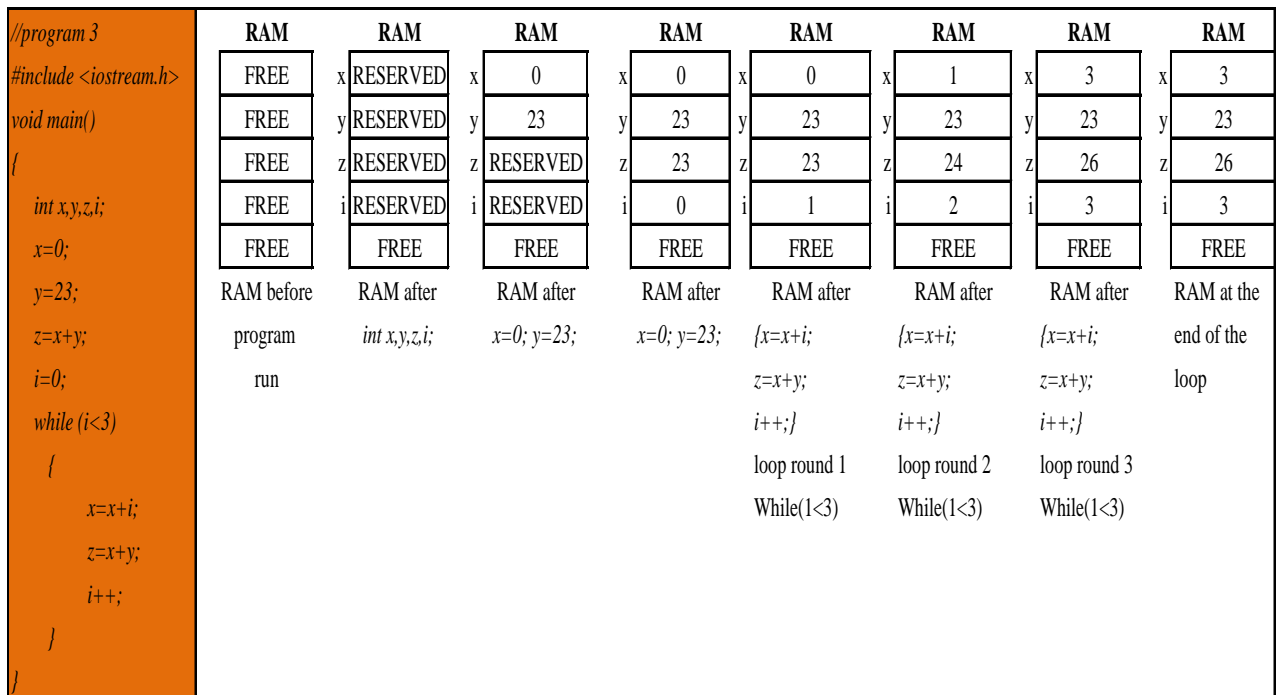 //program 3
#include <iostream.h>
void main()
{
int x,y,z,i;
x=0;
y=23;
z=x+y;
i=0;
while (i<3)
{
x=x+i;
z=x+y;
i++;
}
}
RAM RAM RAM RAM RAM RAM RAM RAM
FREE x RESERVED x 0 x 0 x 0 x 1 x 3 x 3
FREE y RESERVED y 23 y 23 y 23 y 23 y 23 y 23
FREE z RESERVED z RESERVED z 23 z 23 z 24 z 26 z 26
FREE i RESERVED i RESERVED i 0 i 1 i 2 i 3 i 3
FREE FREE FREE FREE FREE FREE FREE FREE
RAM before RAM after RAM after RAM after RAM after RAM after RAM after RAM at the
program int x,y,z,i; x=0; y=23; x=0; y=23; {x=x+i; {x=x+i; {x=x+i; end of the
run z=x+y; z=x+y; z=x+y; loop
i++;} i++;} i++;}
loop round 1 loop round 2 loop round 3
While(1<3) While(1<3) While(1<3)